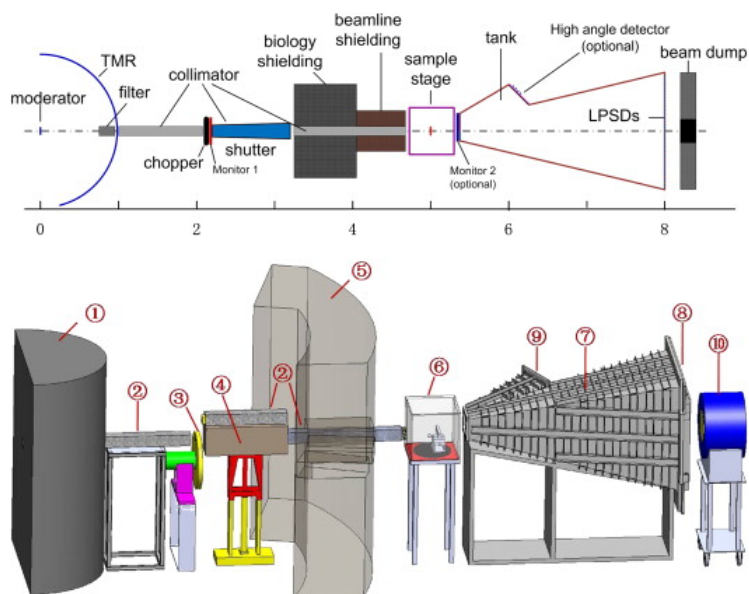 beamline
shielding
biology
shielding
sample
stage
tank
High angle detector
(optional)
beam dump
TMR
collimator
moderator
filter
LPSDs
chopper
shutter
Monitor 1
Monitor 2
(optional)
0 1 2 4 6 8
⑤
①
⑧
⑨ ⑦ ⑩
⑥
② ③ ④ ②